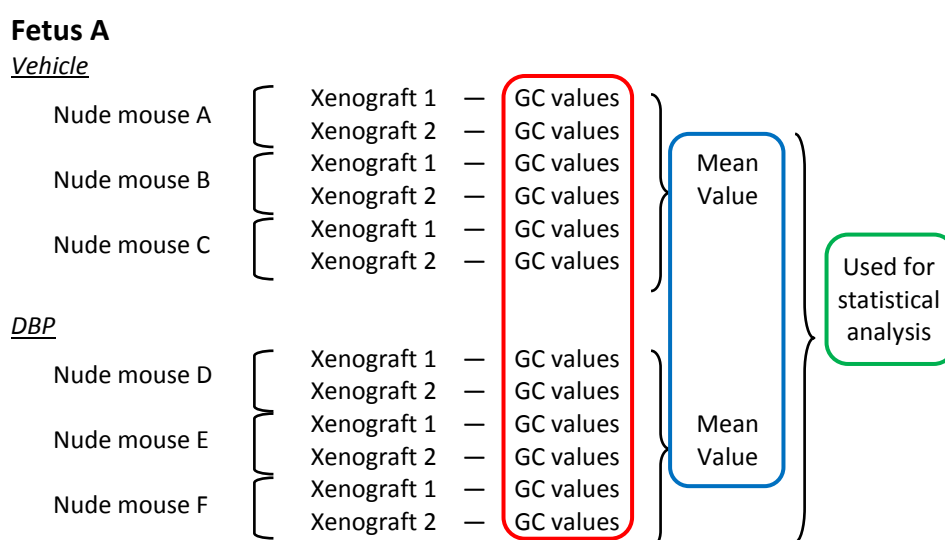 Fetus A
Vehicle
Nude mouse A
Xenograft 1 — GC values
Xenograft 2 — GC values
Nude mouse B
Xenograft 1 — GC values
Xenograft 2 — GC values
Nude mouse C
Xenograft 1 — GC values
Xenograft 2 — GC values
Mean
Value
DBP
Nude mouse D
Xenograft 1 — GC values
Xenograft 2 — GC values
Nude mouse E
Xenograft 1 — GC values
Xenograft 2 — GC values
Nude mouse F
Xenograft 1 — GC values
Xenograft 2 — GC values
Mean
Value
Used for
statistical
analysis